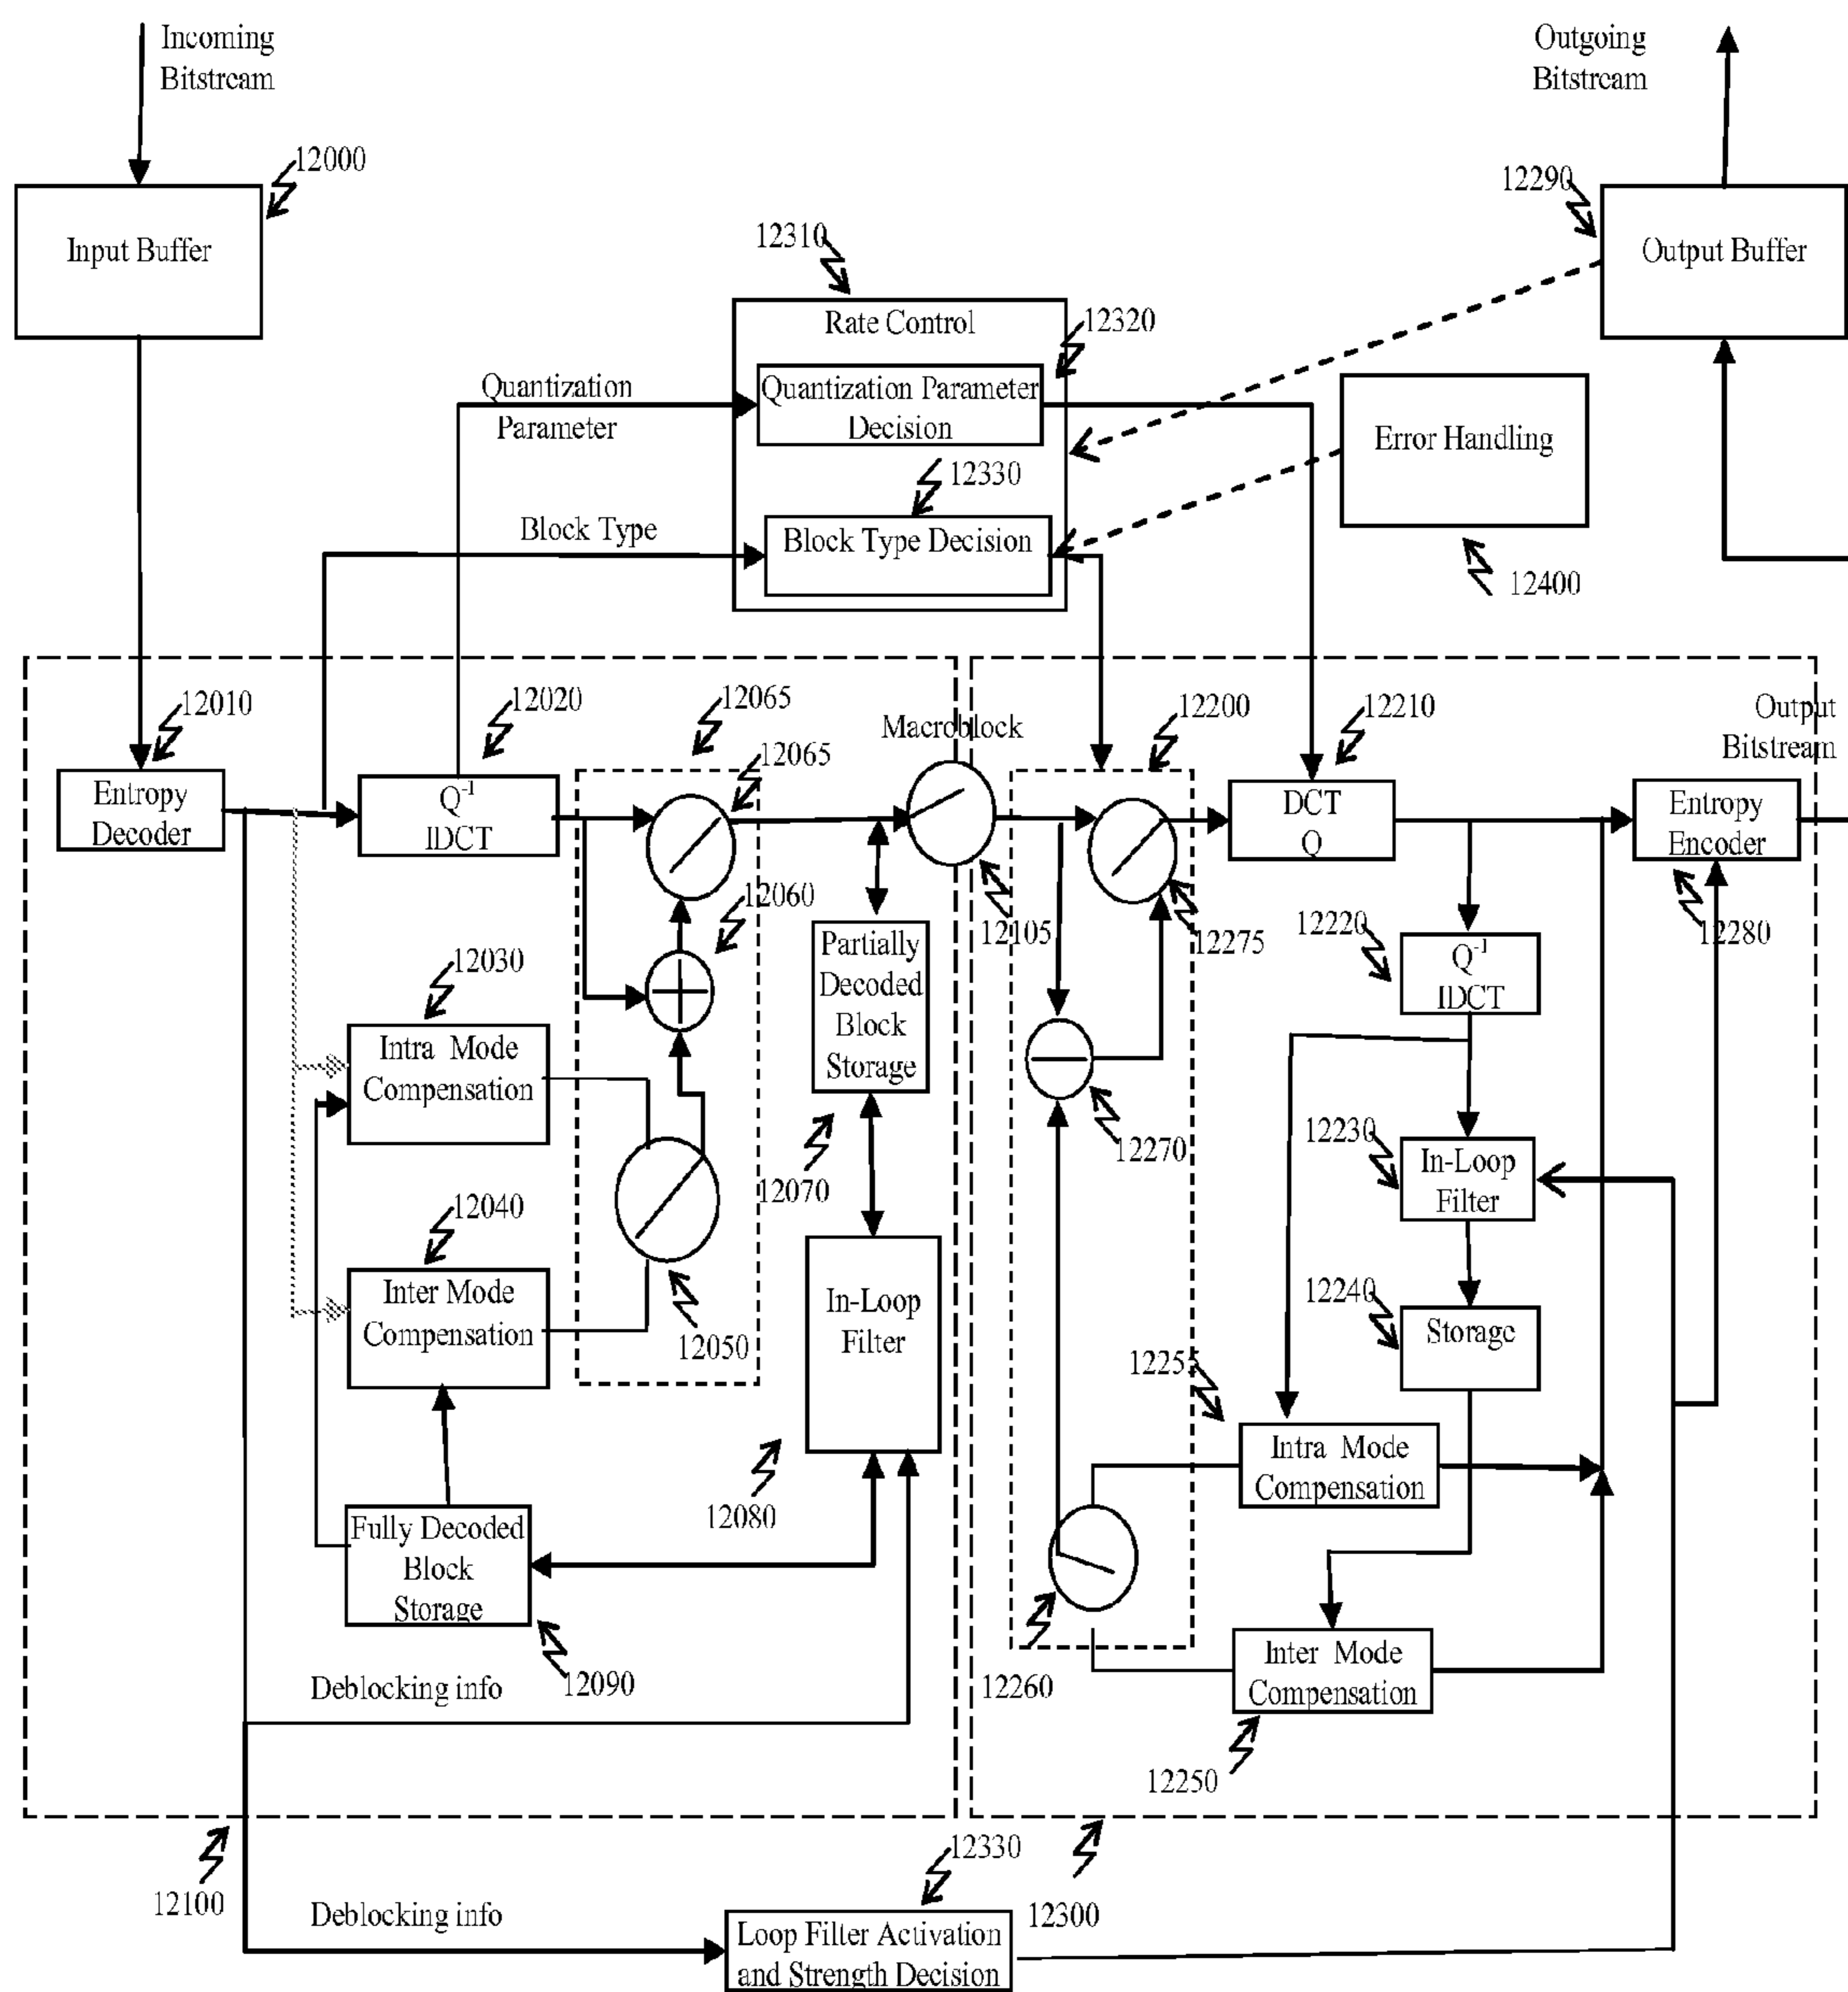 Incoming
Bitstream
Outgoing
Bitstream
12000
12290
Input Buffer
12310
Output Buffer
Rate Control
12320
Quantization
Parameter
Quantization Parameter
Decision
Error Handling
12330
Block Type
Block Type Decision
12400
12010
12020
12065
Macroblock
12200
12210
Output
Bitstream
12065
Entropy
Decoder
Q-1
IDCT
DCT
Q
Entropy
Encoder
12060
12105
12275
12220
12280
Partially
Decoded
Block
Storage
Q-1
IDCT
12030
Intra Mode
Compensation
12270
12230
In-Loop
Filter
12070
12040
Inter Mode
Compensation
12050
In-Loop
Filter
12240
Storage
12255
Intra Mode
Compensation
12080
Fully Decoded
Block
Storage
12090
12260
Inter Mode
Compensation
Deblocking info
12250
12100
12330
12300
Deblocking info
Loop Filter Activation
and Strength Decision